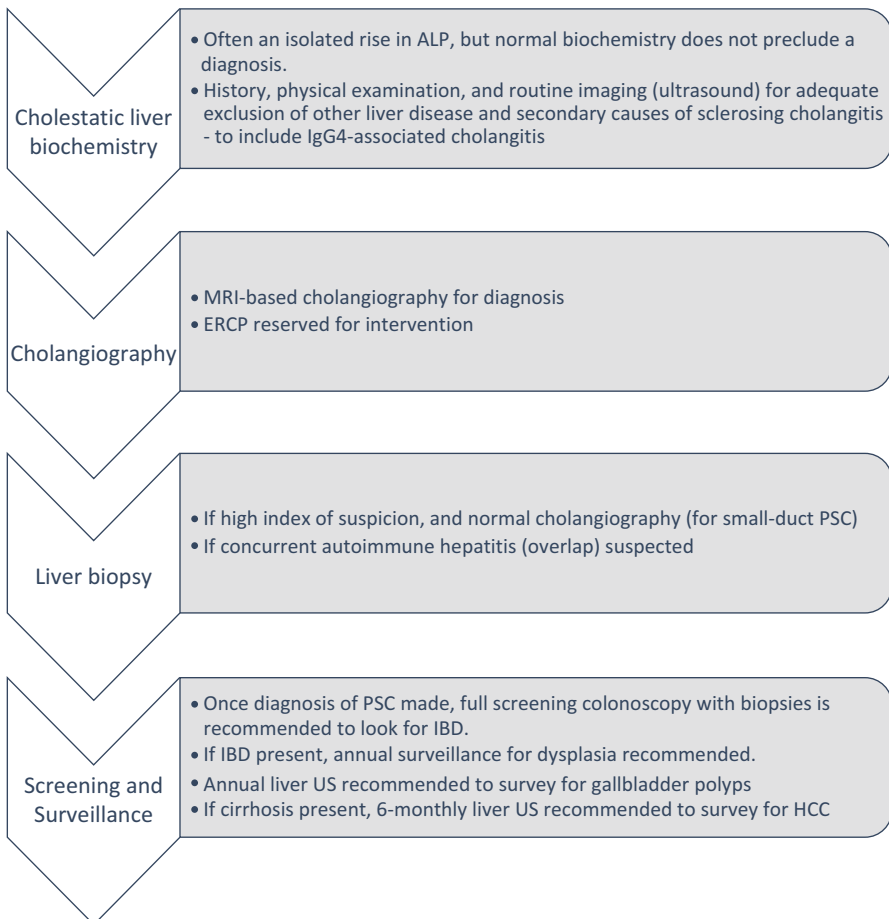 Cholestatic liver
biochemistry
• Often an isolated rise in ALP, but normal biochemistry does not preclude a
diagnosis.
• History, physical examination, and routine imaging (ultrasound) for adequate
exclusion of other liver disease and secondary causes of sclerosing cholangitis
- to include IgG4-associated cholangitis
Cholangiography
• MRI-based cholangiography for diagnosis
• ERCP reserved for intervention
Liver biopsy
• If high index of suspicion, and normal cholangiography (for small-duct PSC)
• If concurrent autoimmune hepatitis (overlap) suspected
Screening and
Surveillance
• Once diagnosis of PSC made, full screening colonoscopy with biopsies is
recommended to look for IBD.
• If IBD present, annual surveillance for dysplasia recommended.
• Annual liver US recommended to survey for gallbladder polyps
• If cirrhosis present, 6-monthly liver US recommended to survey for HCC